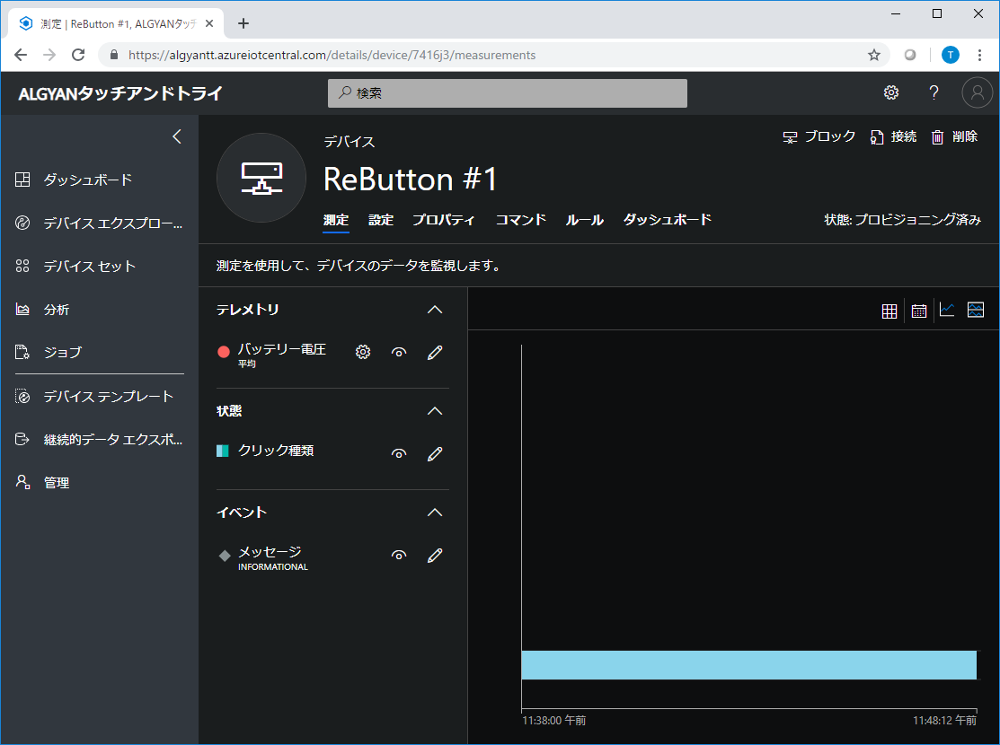 測定 | ReButton #1, ALGYANタッチ
https://algyantt.azureiotcentral.com/details/device/7416j3/measurements
T
ALGYANタッチアンドトライ
検索
?
ダッシュボード
デバイス エクスプロー...
デバイス セット
分析
ジョブ
デバイス テンプレート
継続的データ エクスポ...
管理
デバイス
ブロック
接続
削除
ReButton #1
測定 設定 プロパティ コマンド ルール ダッシュボード
状態: プロビジョニング済み
測定を使用して、デバイスのデータを監視します。
テレメトリ
バッテリー電圧
平均
状態
クリック種類
イベント
メッセージ
INFORMATIONAL
11:38:00 午前
11:48:12 午前